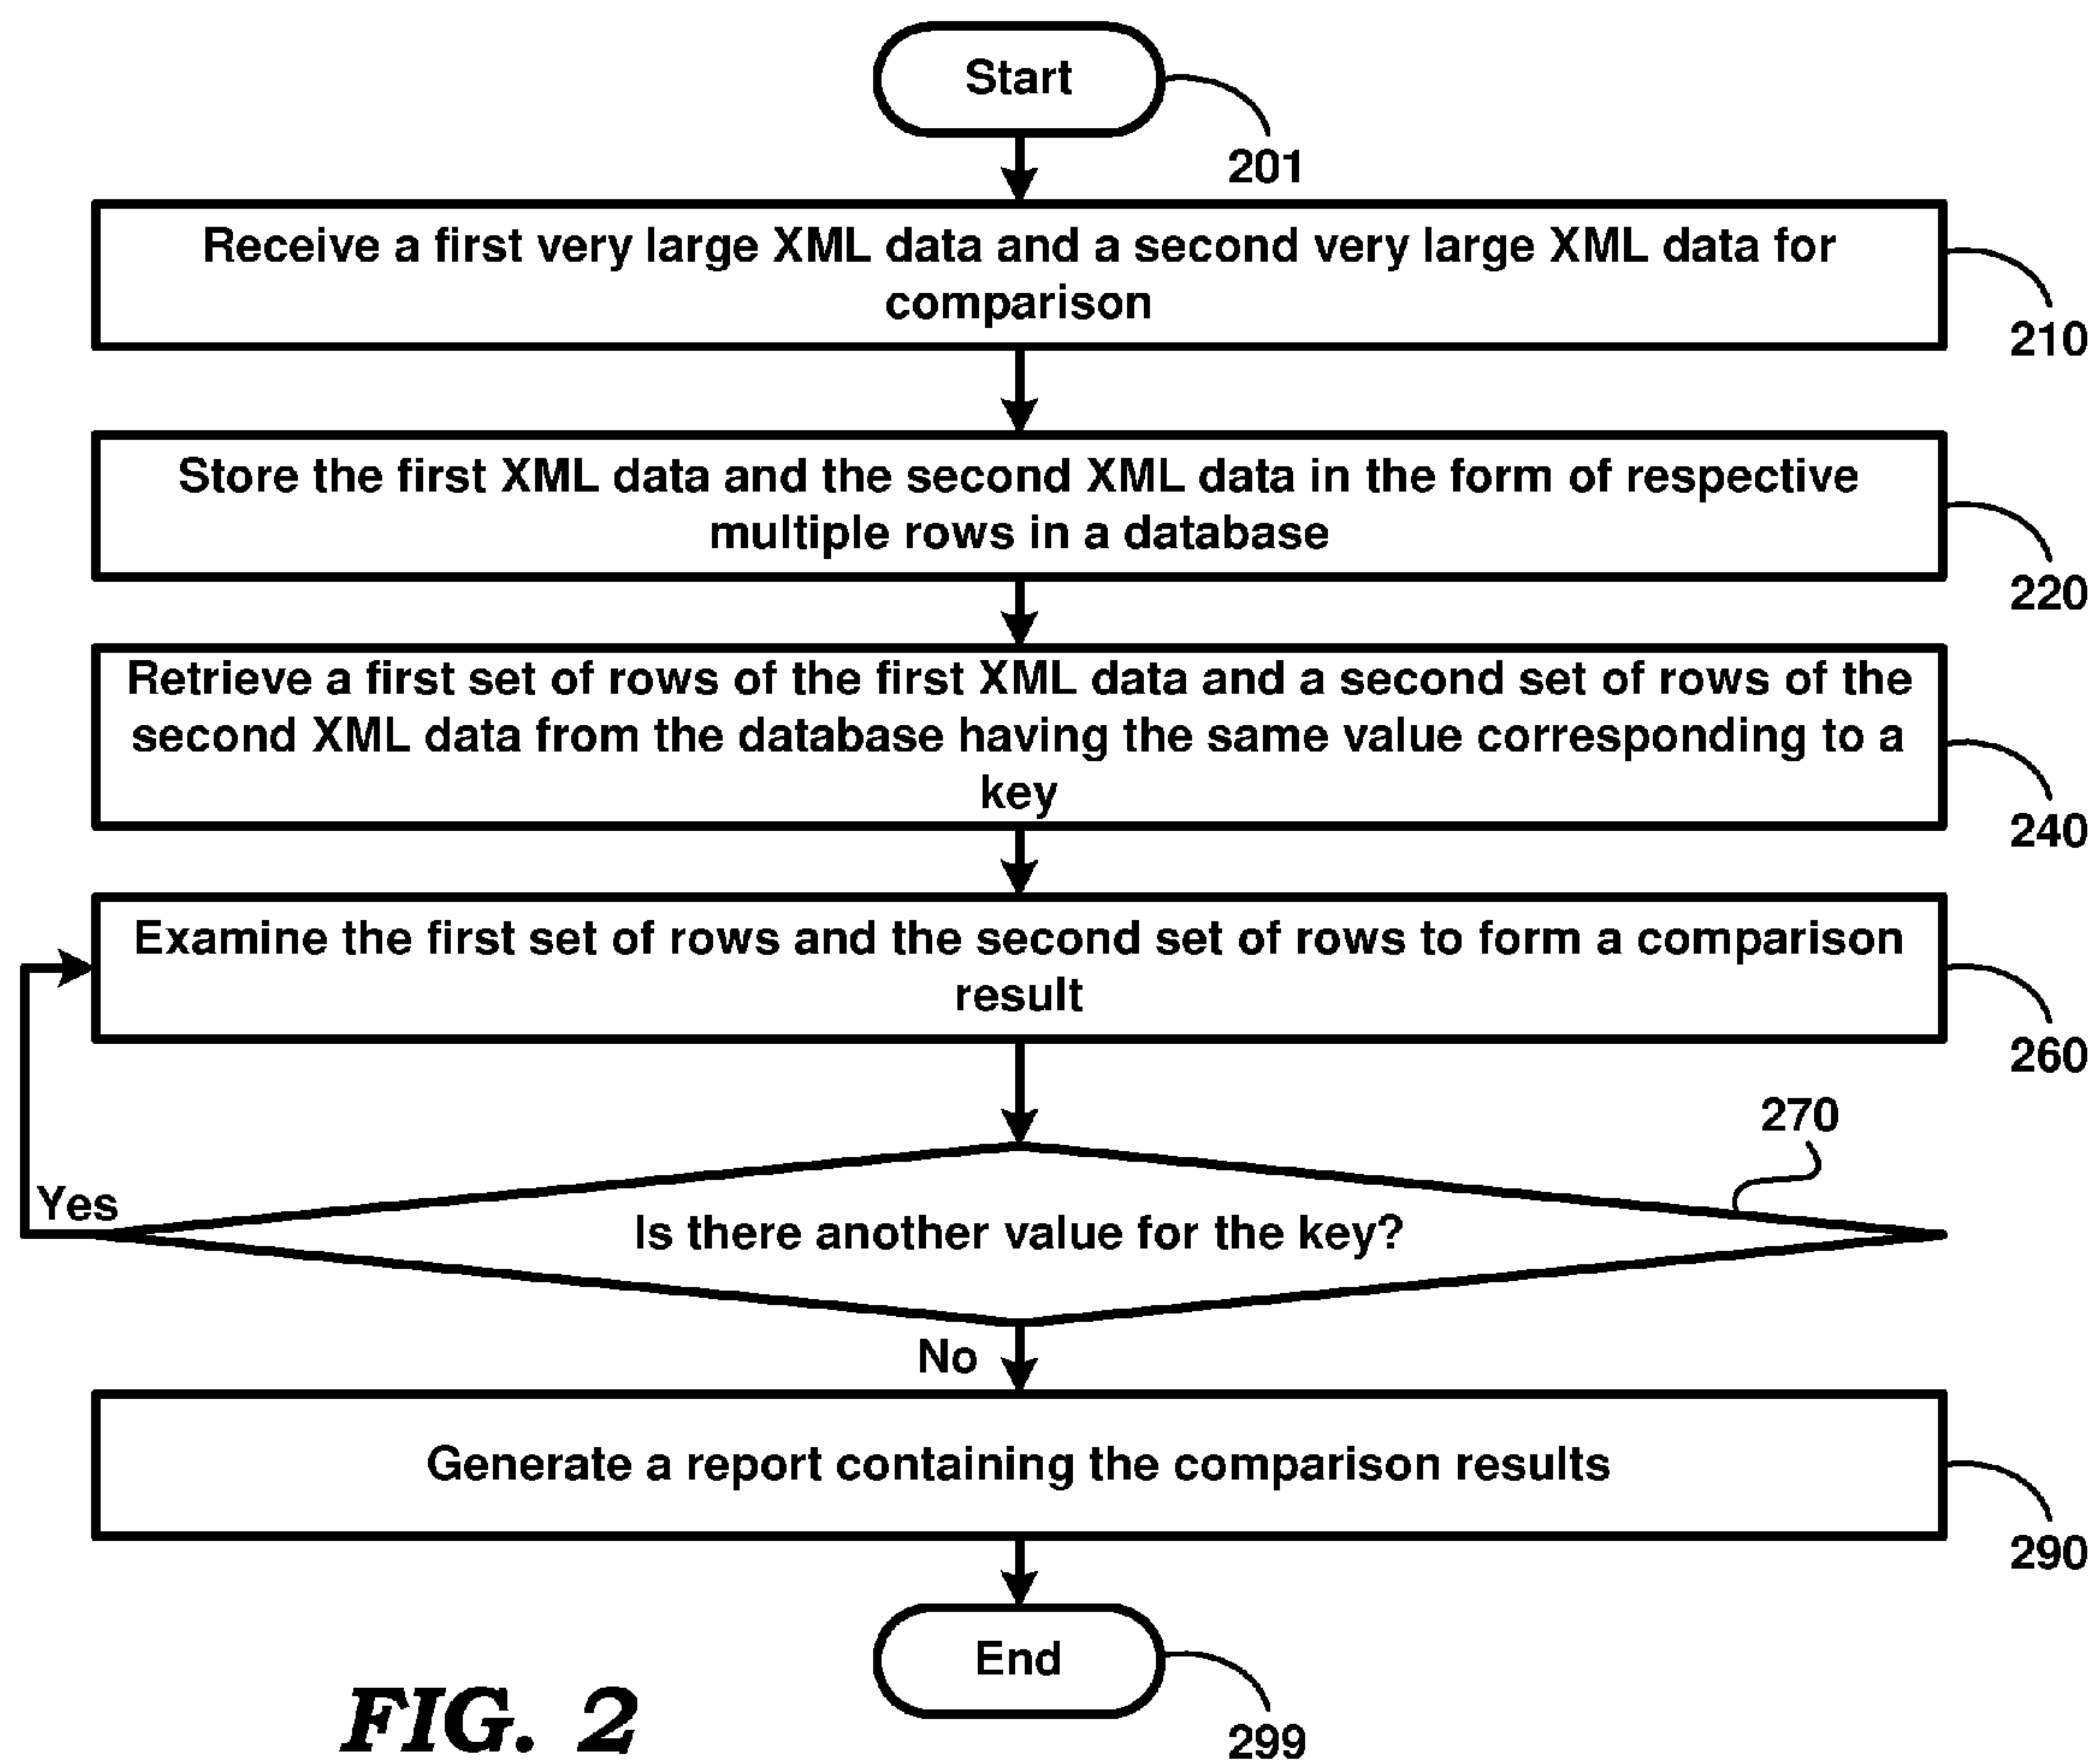 Start
201
Receive a first very large XML data and a second very large XML data for
comparison
210
Store the first XML data and the second XML data in the form of respective
multiple rows in a database
220
Retrieve a first set of rows of the first XML data and a second set of rows of the
second XML data from the database having the same value corresponding to a
key
240
Examine the first set of rows and the second set of rows to form a comparison
result
260
270
Yes
Is there another value for the key?
No
Generate a report containing the comparison results
290
End
299
FIG. 2